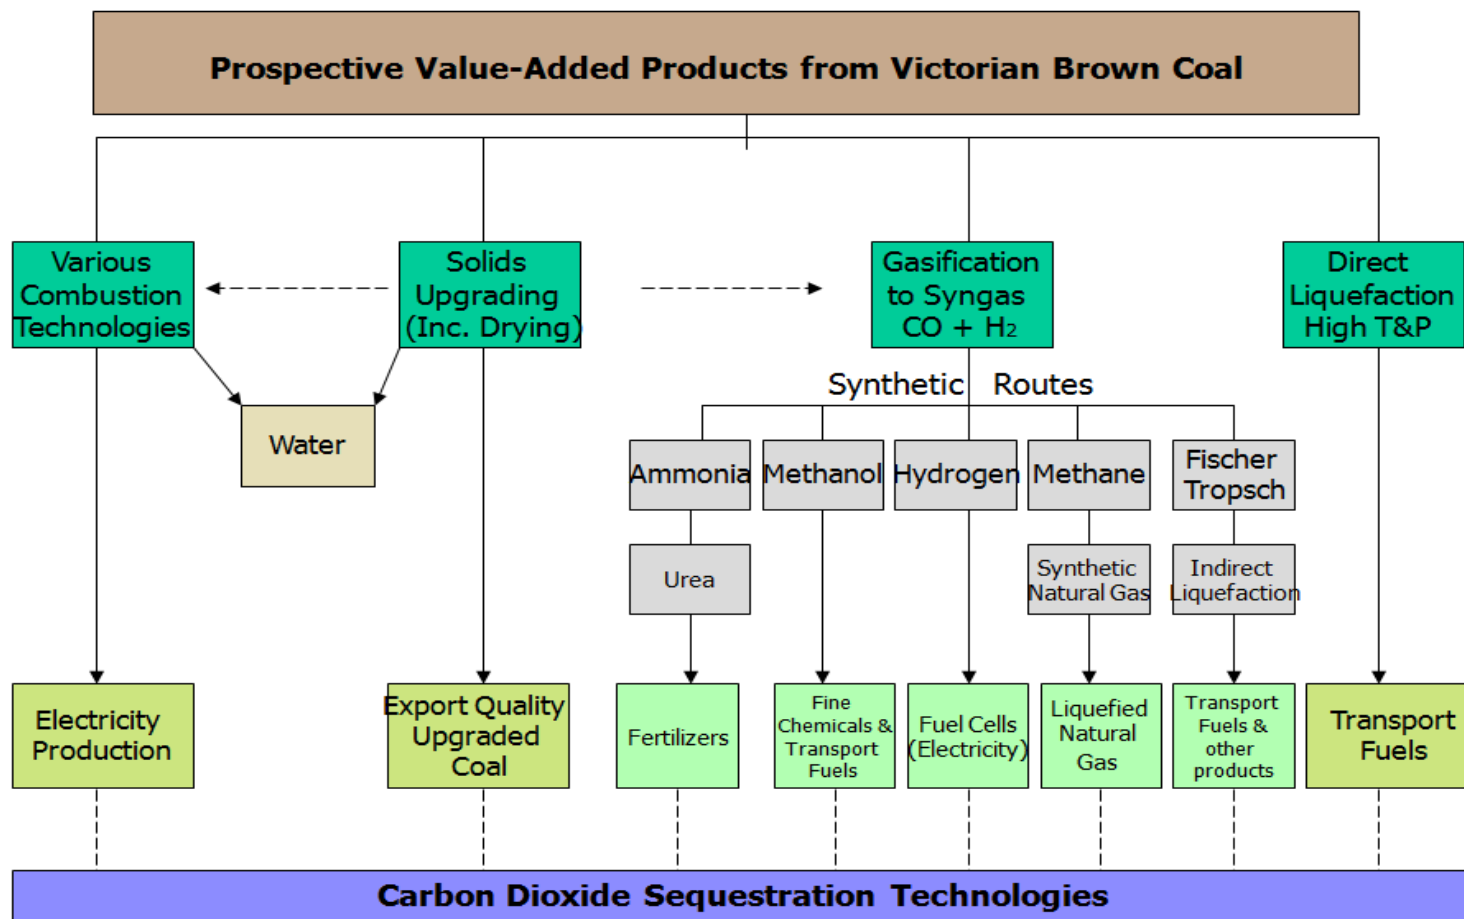 Prospective Value-Added Products from Victorian Brown Coal
Various
Combustion
Technologies
Solids
Upgrading
(Inc. Drying)
Gasification
to Syngas
CO + H₂
Direct
Liquefaction
High T&P
Synthetic Routes
Water
Ammonia
Methanol
Hydrogen
Methane
Fischer
Tropsch
Urea
Synthetic
Natural Gas
Indirect
Liquefaction
Electricity
Production
Export Quality
Upgraded
Coal
Fertilizers
Fine
Chemicals &
Transport
Fuels
Fuel Cells
(Electricity)
Liquefied
Natural
Gas
Transport
Fuels &
other
products
Transport
Fuels
Carbon Dioxide Sequestration Technologies